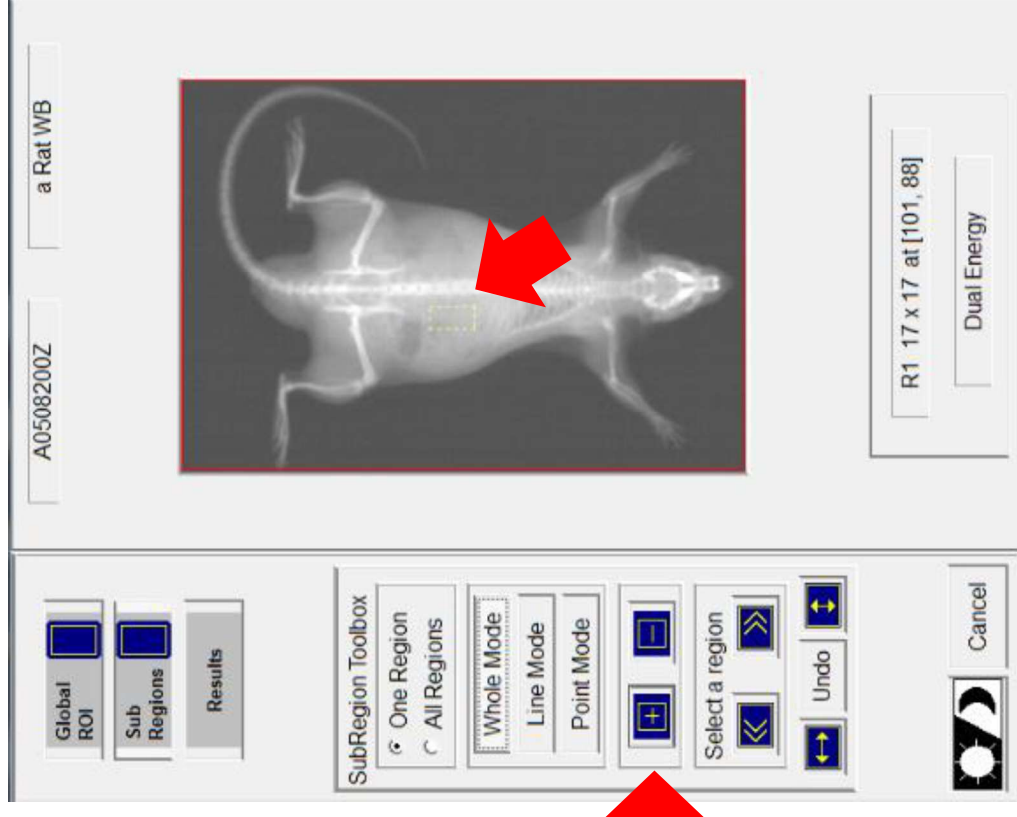 Global
ROI
Sub
Regions
Results
SubRegion Toolbox
One Region
All Regions
Whole Mode
Line Mode
Point Mode
Select a region
Undo
Cancel
A0508200Z
a Rat WB
R1 17 x 17 at [101, 88]
Dual Energy